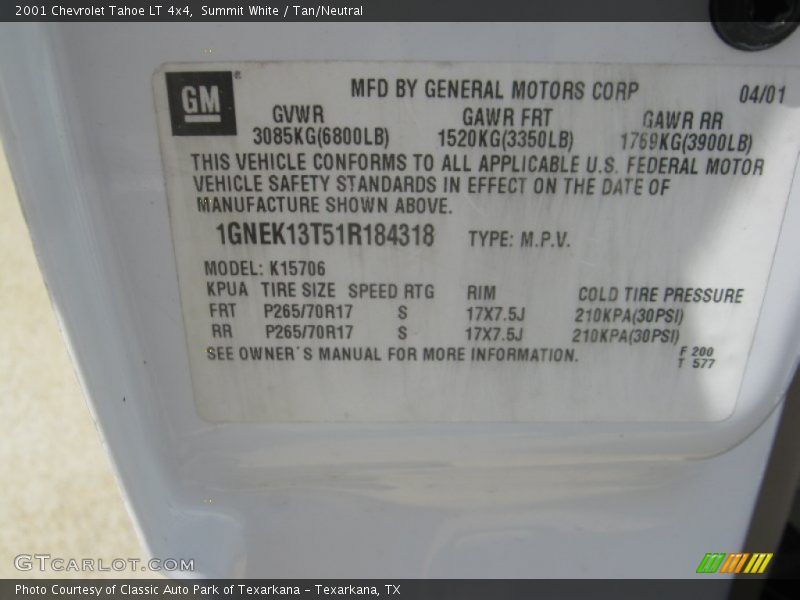 2001 Chevrolet Tahoe LT 4x4, Summit White / Tan/Neutral
GM®
MFD BY GENERAL MOTORS CORP 04/01
GVWR GAWR FRT GAWR RR
3085KG(6800LB) 1520KG(3350LB) 1769KG(3900LB)
THIS VEHICLE CONFORMS TO ALL APPLICABLE U.S. FEDERAL MOTOR
VEHICLE SAFETY STANDARDS IN EFFECT ON THE DATE OF
MANUFACTURE SHOWN ABOVE.
1GNEK13T51R184318 TYPE: M.P.V.
MODEL: K15706
KPUA TIRE SIZE SPEED RTG RIM COLD TIRE PRESSURE
FRT P265/70R17 S 17X7.5J 210KPA(30PSI)
RR P265/70R17 S 17X7.5J 210KPA(30PSI)
SEE OWNER'S MANUAL FOR MORE INFORMATION.
F 200
T 577
GTCARLOT.COM
Photo Courtesy of Classic Auto Park of Texarkana - Texarkana, TX